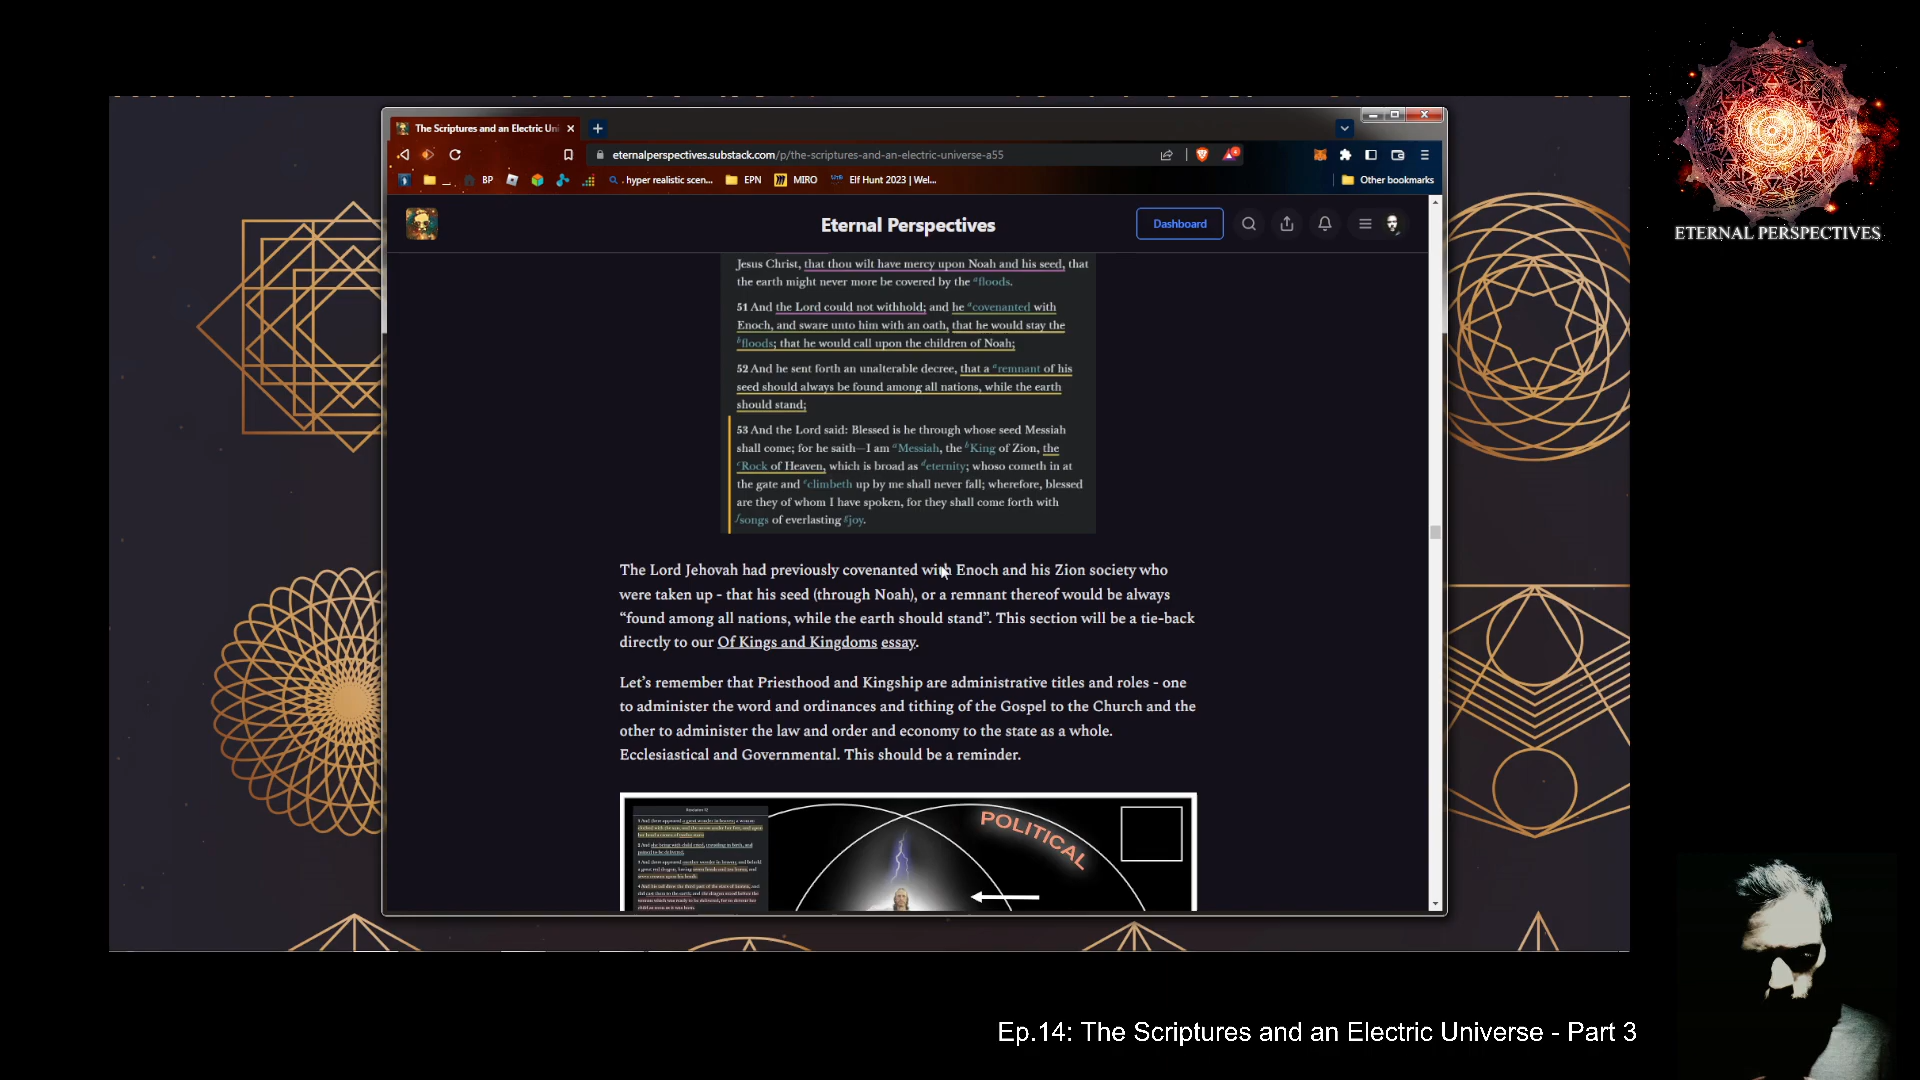 ETERNAL PERSPECTIVES
The Scriptures and an Electric Uni
eternalperspectives.substack.com/p/the-scriptures-and-an-electric-universe-a55
BP
. hyper realistic scen...
EPN
MIRO
Elf Hunt 2023 | Wel...
Other bookmarks
Eternal Perspectives
Dashboard
Jesus Christ, that thou wilt have mercy upon Noah and his seed, that
the earth might never more be covered by the floods.
51 And the Lord could not withhold; and he covenanted with
Enoch, and sware unto him with an oath, that he would stay the
floods; that he would call upon the children of Noah;
52 And he sent forth an unalterable decree, that a remnant of his
seed should always be found among all nations, while the earth
should stand;
53 And the Lord said: Blessed is he through whose seed Messiah
shall come; for he saith—I am Messiah, the King of Zion, the
Rock of Heaven, which is broad as eternity; whoso cometh in at
the gate and climbeth up by me shall never fall; wherefore, blessed
are they of whom I have spoken, for they shall come forth with
songs of everlasting joy.
The Lord Jehovah had previously covenanted with Enoch and his Zion society who
were taken up - that his seed (through Noah), or a remnant thereof would be always
“found among all nations, while the earth should stand”. This section will be a tie-back
directly to our Of Kings and Kingdoms essay.
Let’s remember that Priesthood and Kingship are administrative titles and roles - one
to administer the word and ordinances and tithing of the Gospel to the Church and the
other to administer the law and order and economy to the state as a whole.
Ecclesiastical and Governmental. This should be a reminder.
POLITICAL
Ep.14: The Scriptures and an Electric Universe - Part 3